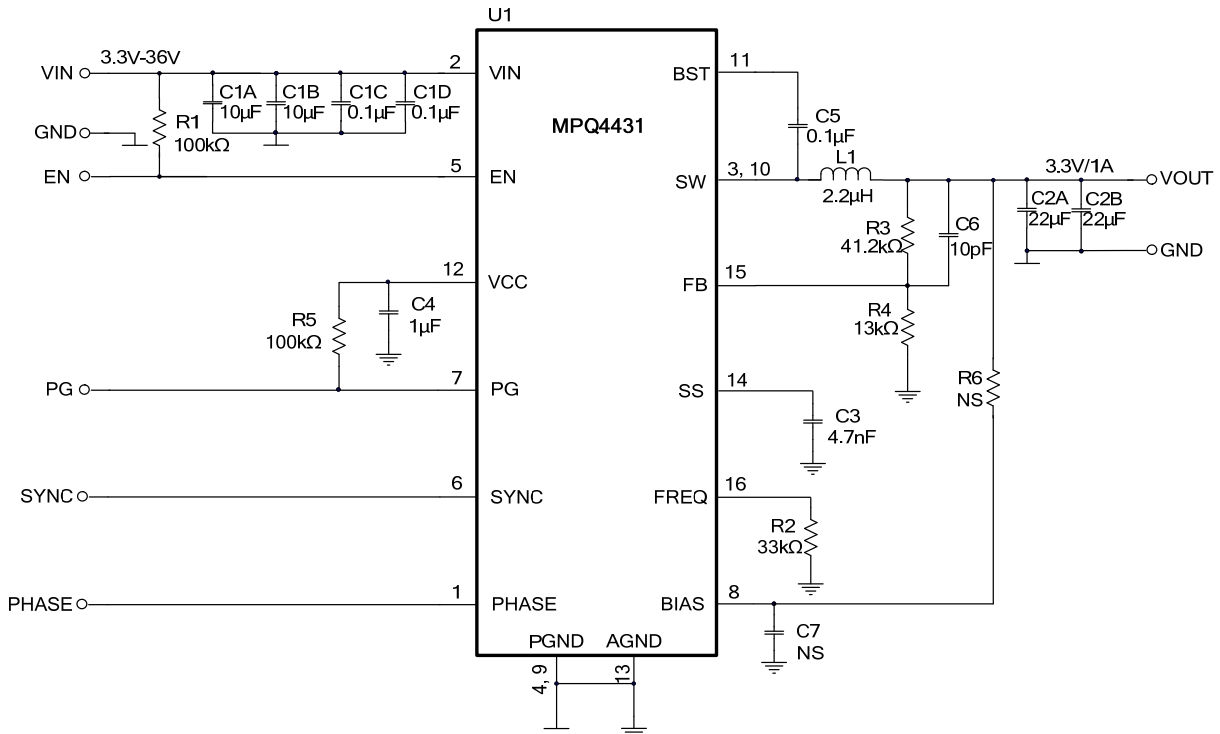 U1
MPQ4431
VIN
3.3V-36V
2
VIN
C1A
10µF
C1B
10µF
C1C
0.1µF
C1D
0.1µF
GND
R1
100kΩ
EN
5
EN
12
VCC
C4
1µF
R5
100kΩ
PG
7
PG
SYNC
6
SYNC
PHASE
1
PHASE
PGND
AGND
4, 9
13
BST
11
C5
0.1µF
SW
3, 10
L1
2.2µH
3.3V/1A
VOUT
C2A
22µF
C2B
22µF
GND
R3
41.2kΩ
C6
10pF
FB
15
R4
13kΩ
SS
14
C3
4.7nF
R6
NS
FREQ
16
R2
33kΩ
BIAS
8
C7
NS